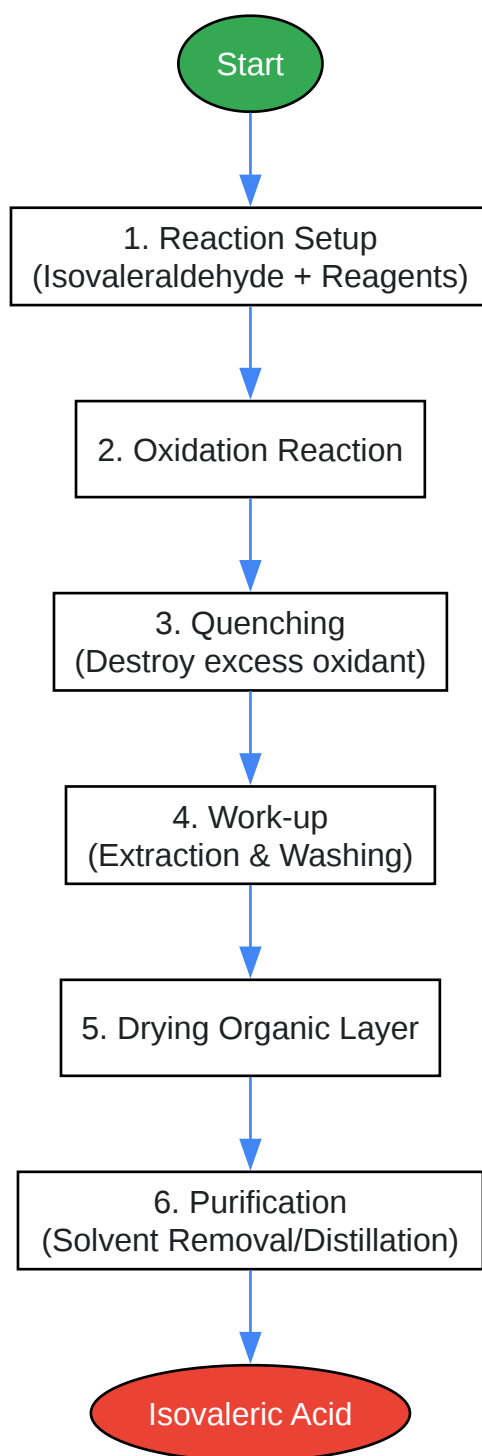 Start
1. Reaction Setup
(Isovaleraldehyde + Reagents)
2. Oxidation Reaction
3. Quenching
(Destroy excess oxidant)
4. Work-up
(Extraction & Washing)
5. Drying Organic Layer
6. Purification
(Solvent Removal/Distillation)
Isovaleric Acid